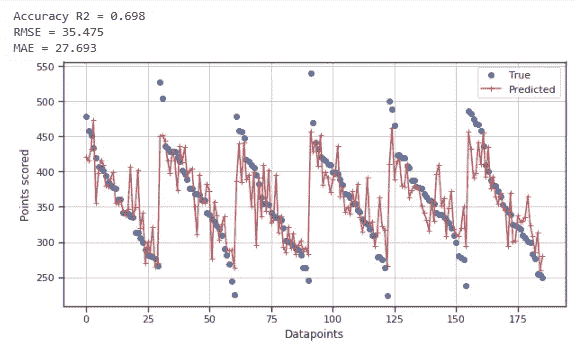 Accuracy R2 = 0.698
RMSE = 35.475
MAE = 27.693
550
500
450
400
350
300
250
Points scored
True
Predicted
0 25 50 75 100 125 150 175
Datapoints